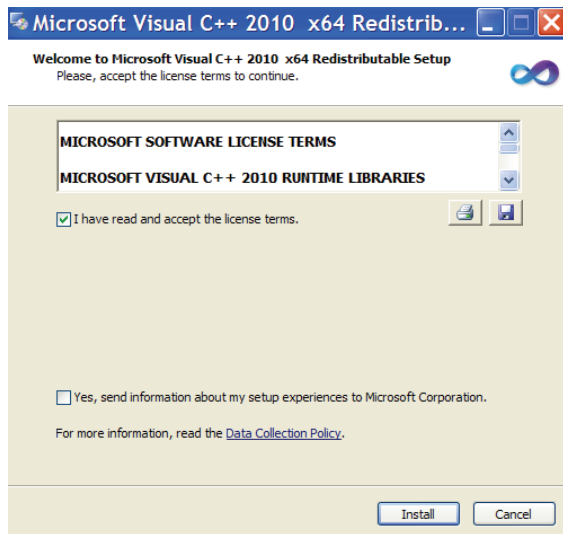 Microsoft Visual C++ 2010 x64 Redistrib...
Welcome to Microsoft Visual C++ 2010 x64 Redistributable Setup
Please, accept the license terms to continue.
MICROSOFT SOFTWARE LICENSE TERMS
MICROSOFT VISUAL C++ 2010 RUNTIME LIBRARIES
I have read and accept the license terms.
Yes, send information about my setup experiences to Microsoft Corporation.
For more information, read the Data Collection Policy.
Install Cancel